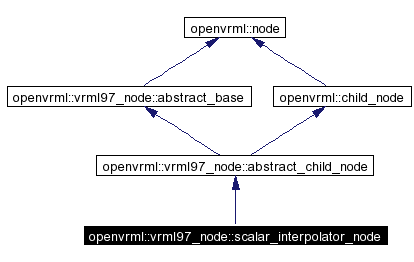 openvrml::node
openvrml::vrml97_node::abstract_base
openvrml::child_node
openvrml::vrml97_node::abstract_child_node
openvrml::vrml97_node::scalar_interpolator_node